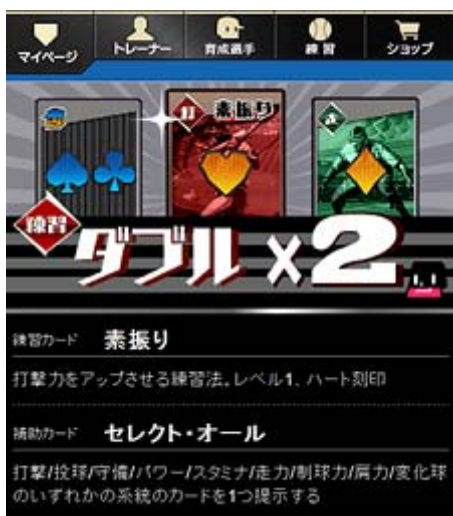 マイページ トレーナー 育成選手 練習 ショップ
打 素振り
練習 ダブル ×2
練習カード 素振り
打撃力をアップさせる練習法。レベル1、ハート刻印
補助カード セレクト・オール
打撃/投球/守備/パワー/スタミナ/走力/制球力/肩力/変化球
のいずれかの系統のカードを1つ提示する